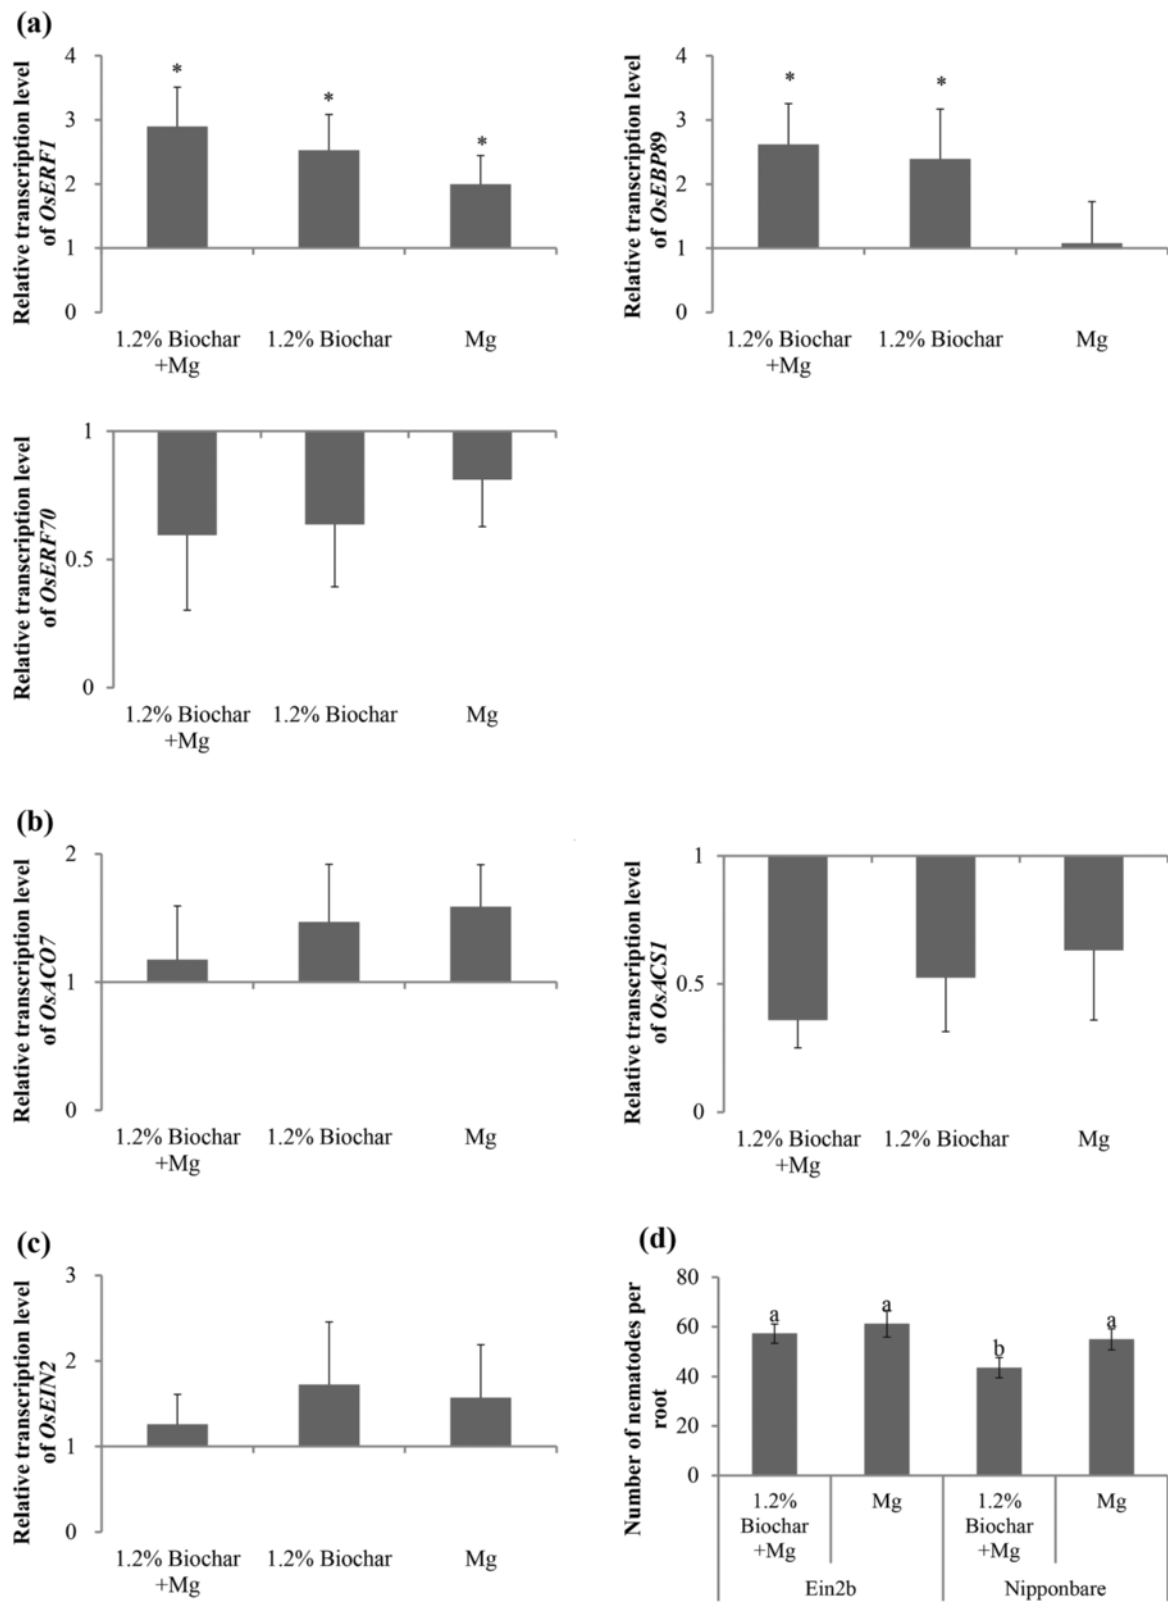 (a)
Relative transcription level
of OsERF1
4
3
2
1
0
*
*
*
1.2% Biochar
+Mg
1.2% Biochar
Mg
Relative transcription level
of OsEBP89
4
3
2
1
0
*
*
1.2% Biochar
+Mg
1.2% Biochar
Mg
Relative transcription level
of OsERF70
1
0.5
0
1.2% Biochar
+Mg
1.2% Biochar
Mg
(b)
Relative transcription level
of OsACO7
2
1
0
1.2% Biochar
+Mg
1.2% Biochar
Mg
Relative transcription level
of OsACS1
1
0.5
0
1.2% Biochar
+Mg
1.2% Biochar
Mg
(c)
Relative transcription level
of OsEIN2
3
2
1
0
1.2% Biochar
+Mg
1.2% Biochar
Mg
(d)
Number of nematodes per
root
80
60
40
20
0
a
a
b
a
1.2%
Biochar
+Mg
Mg
1.2%
Biochar
+Mg
Mg
Ein2b
Nipponbare